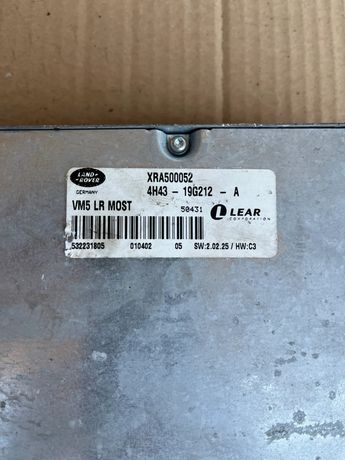 LAND-
ROVER
GERMANY
XRA500052
4H43 - 19G212 - A
VM5 LR MOST
50431
LEAR
CORPORATION
532231805 010402 05 SW:2.02.25 / HW:C3